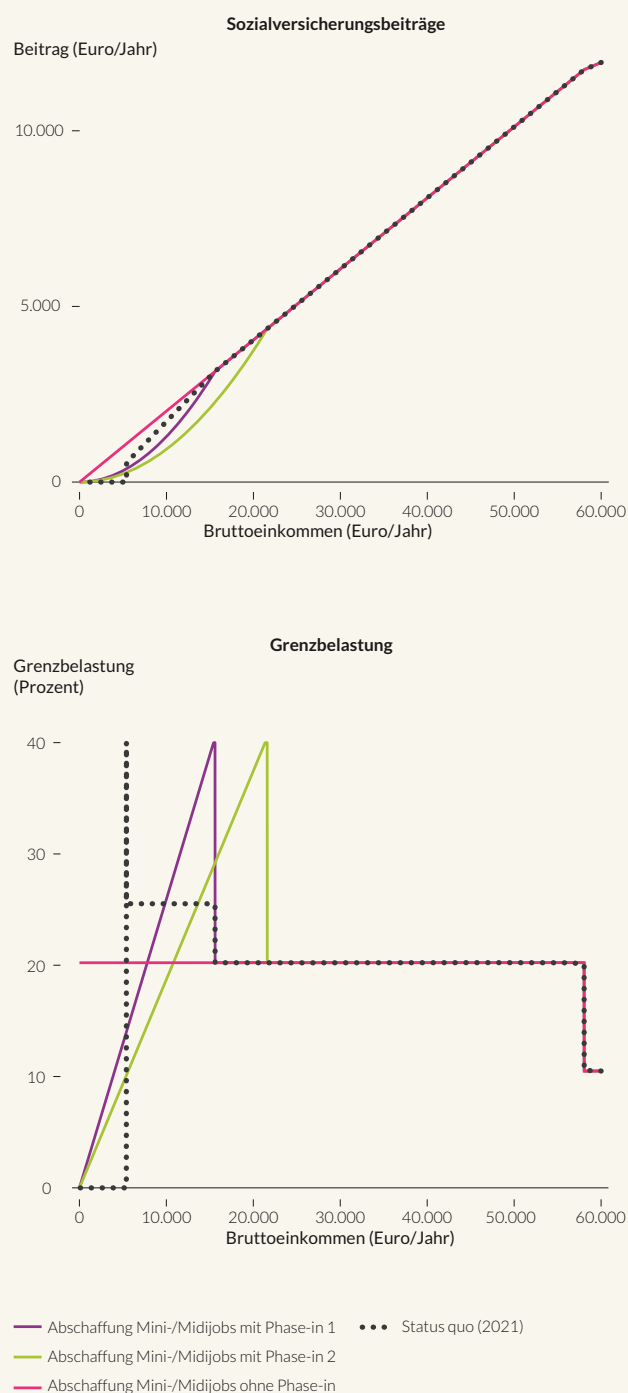 Sozialversicherungsbeiträge
Beitrag (Euro/Jahr)
10.000
5.000
0
0 10.000 20.000 30.000 40.000 50.000 60.000
Bruttoeinkommen (Euro/Jahr)
Grenzbelastung
Grenzbelastung
(Prozent)
40
30
20
10
0
0 10.000 20.000 30.000 40.000 50.000 60.000
Bruttoeinkommen (Euro/Jahr)
Abschaffung Mini-/Midijobs mit Phase-in 1 Status quo (2021)
Abschaffung Mini-/Midijobs mit Phase-in 2
Abschaffung Mini-/Midijobs ohne Phase-in